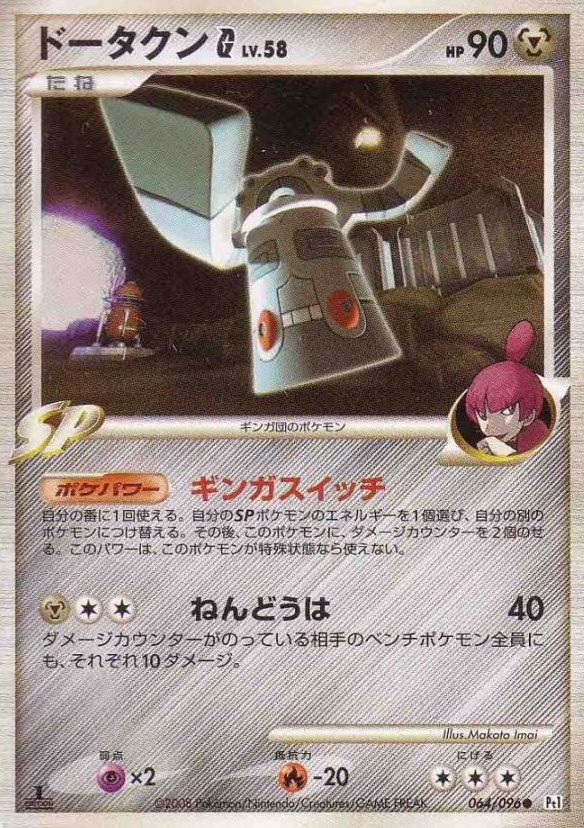 ドータクン G LV.58 HP 90
たね
ギンガ団のポケモン
SP
ポケパワー ギンガスイッチ
自分の番に1回使える。自分のSPポケモンのエネルギーを1個選び、自分の別の
ポケモンにつけ替える。その後、このポケモンに、ダメージカウンターを2個のせ
る。このパワーは、このポケモンが特殊状態なら使えない。
ねんどうは 40
ダメージカウンターがのっている相手のベンチポケモン全員に
も、それぞれ10ダメージ。
Illus. Makoto Imai
弱点 抵抗力 にげる
×2 -20
1 EDITION ©2008 Pokémon/Nintendo/Creatures/GAME FREAK 064/096 Pt1